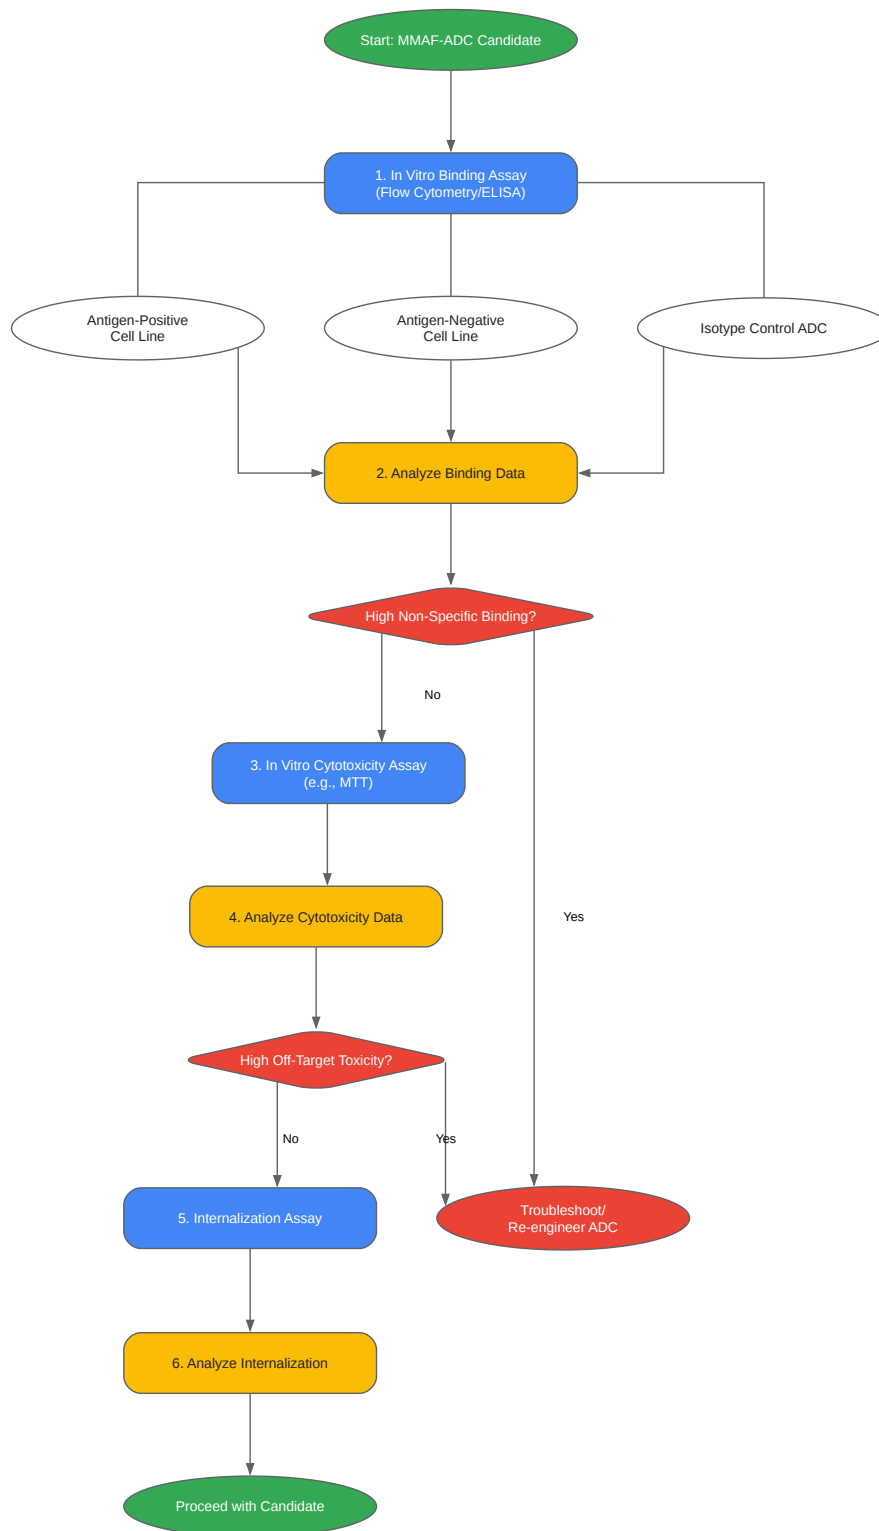 Start: MMAF-ADC Candidate
1. In Vitro Binding Assay
(Flow Cytometry/ELISA)
Antigen-Positive
Cell Line
Antigen-Negative
Cell Line
Isotype Control ADC
2. Analyze Binding Data
High Non-Specific Binding?
No
3. In Vitro Cytotoxicity Assay
(e.g., MTT)
4. Analyze Cytotoxicity Data
Yes
High Off-Target Toxicity?
No
Yes
5. Internalization Assay
Troubleshoot/
Re-engineer ADC
6. Analyze Internalization
Proceed with Candidate